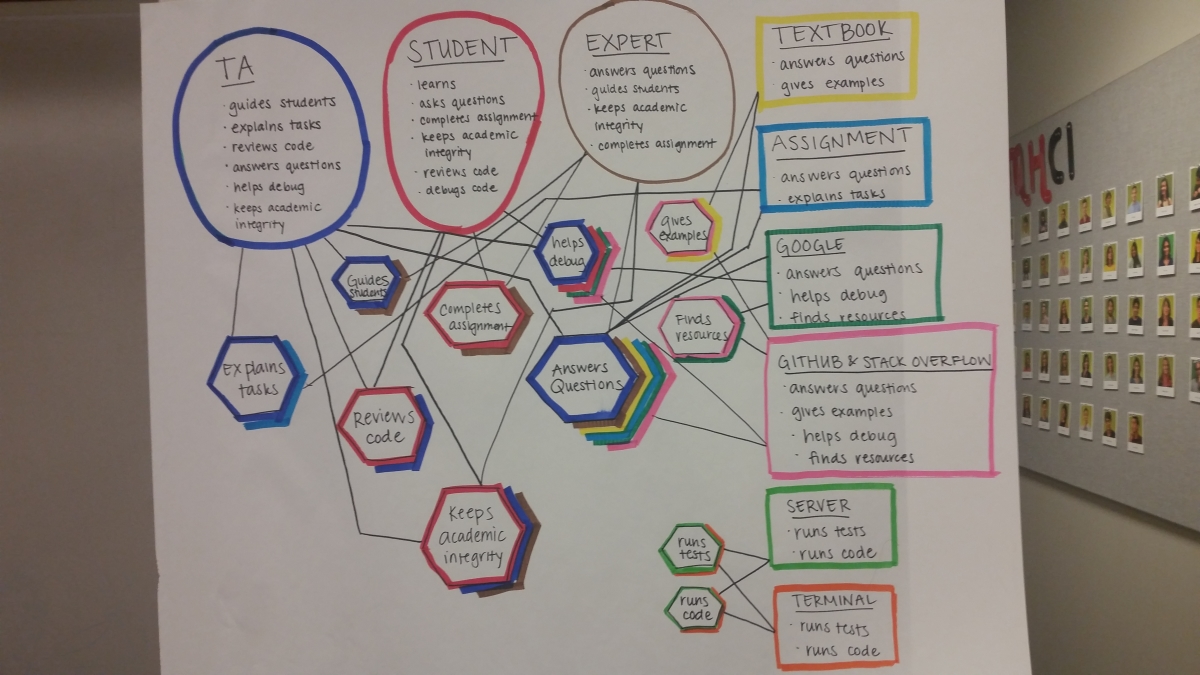 TA
· guides students
· explains tasks
· reviews code
· answers questions
· helps debug
· keeps academic
integrity
STUDENT
· learns
· asks questions
· completes assignment
· keeps academic
integrity
· reviews code
· debugs code
EXPERT
· answers questions
· guides students
· keeps academic
integrity
· completes assignment
TEXTBOOK
· answers questions
· gives examples
ASSIGNMENT
· answers questions
· explains tasks
GOOGLE
· answers questions
· helps debug
· finds resources
GITHUB & STACK OVERFLOW
· answers questions
· gives examples
· helps debug
· finds resources
SERVER
· runs tests
· runs code
TERMINAL
· runs tests
· runs code
Guides
students
helps
debug
gives
examples
Completes
assignment
Finds
resources
Explains
tasks
Answers
Questions
Reviews
code
Keeps
academic
integrity
runs
tests
runs
code
HCI